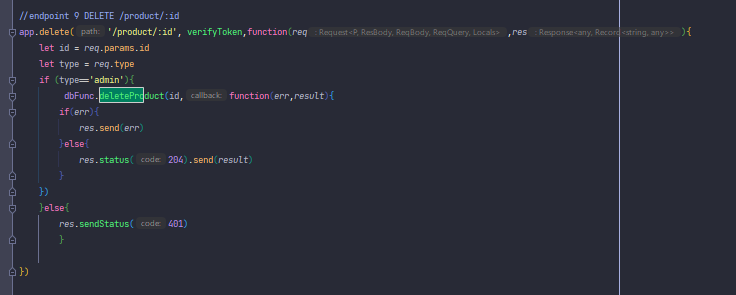 //endpoint 9 DELETE /product/:id
app.delete( path: '/product/:id', verifyToken,function(req : Request<P, ResBody, ReqBody, ReqQuery, Locals> ,res : Response<any, Record<string, any>> ){
let id = req.params.id
let type = req.type
if (type=='admin'){
dbFunc.deleteProduct(id, callback: function(err,result){
if(err){
res.send(err)
}else{
res.status( code: 204).send(result)
}
})
}else{
res.sendStatus( code: 401)
}
})